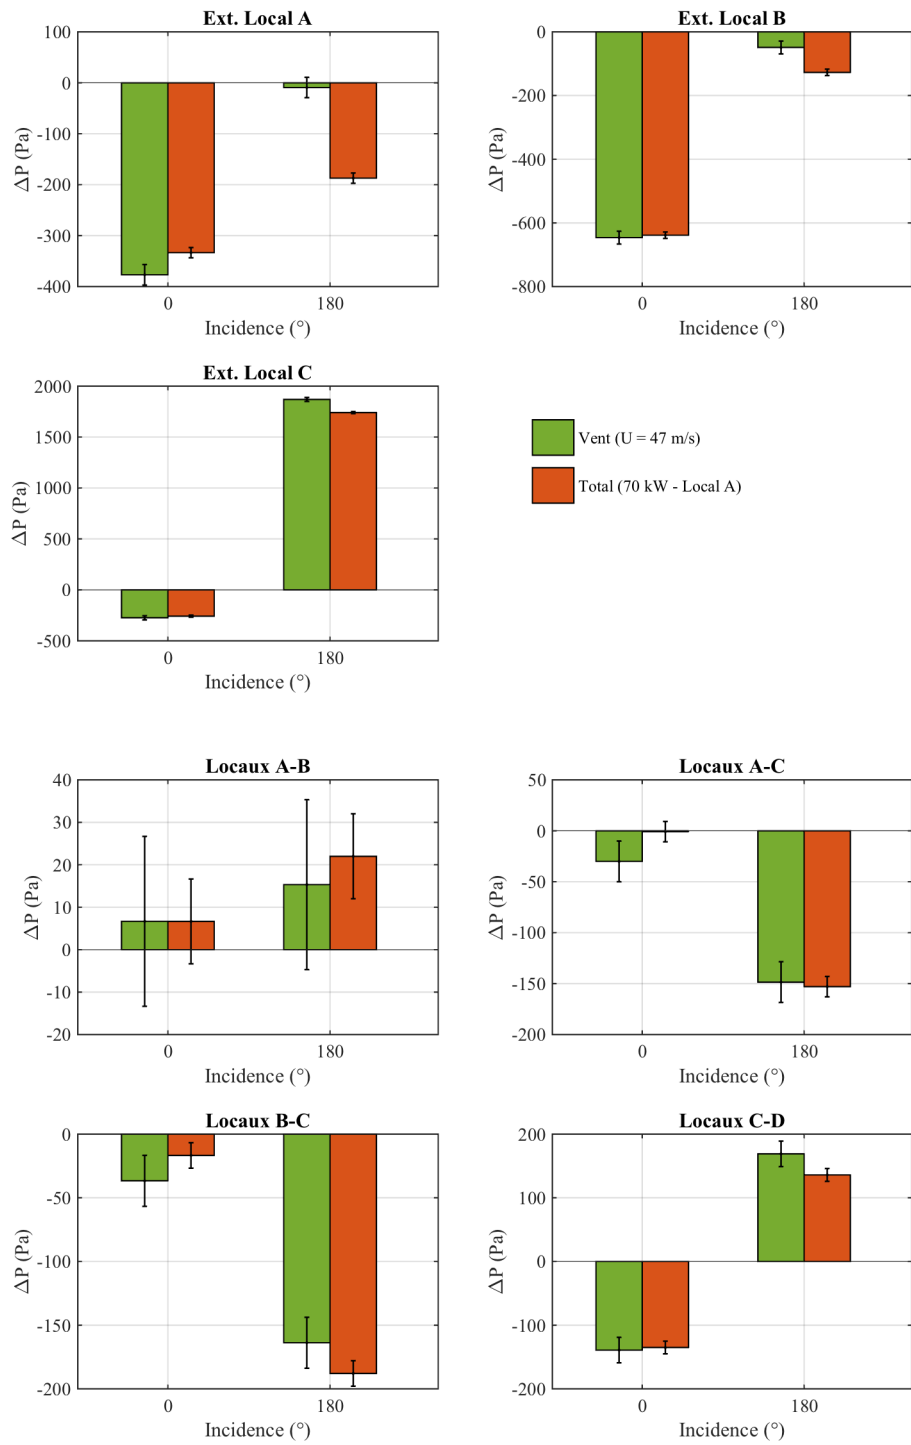 Ext. Local A
100
0
-100
-200
-300
-400
ΔP (Pa)
0 180
Incidence (°)
Ext. Local B
0
-200
-400
-600
-800
ΔP (Pa)
0 180
Incidence (°)
Ext. Local C
2000
1500
1000
500
0
-500
ΔP (Pa)
0 180
Incidence (°)
Vent (U = 47 m/s)
Total (70 kW - Local A)
Locaux A-B
40
30
20
10
0
-10
-20
ΔP (Pa)
0 180
Incidence (°)
Locaux A-C
50
0
-50
-100
-150
-200
ΔP (Pa)
0 180
Incidence (°)
Locaux B-C
0
-50
-100
-150
-200
ΔP (Pa)
0 180
Incidence (°)
Locaux C-D
200
100
0
-100
-200
ΔP (Pa)
0 180
Incidence (°)